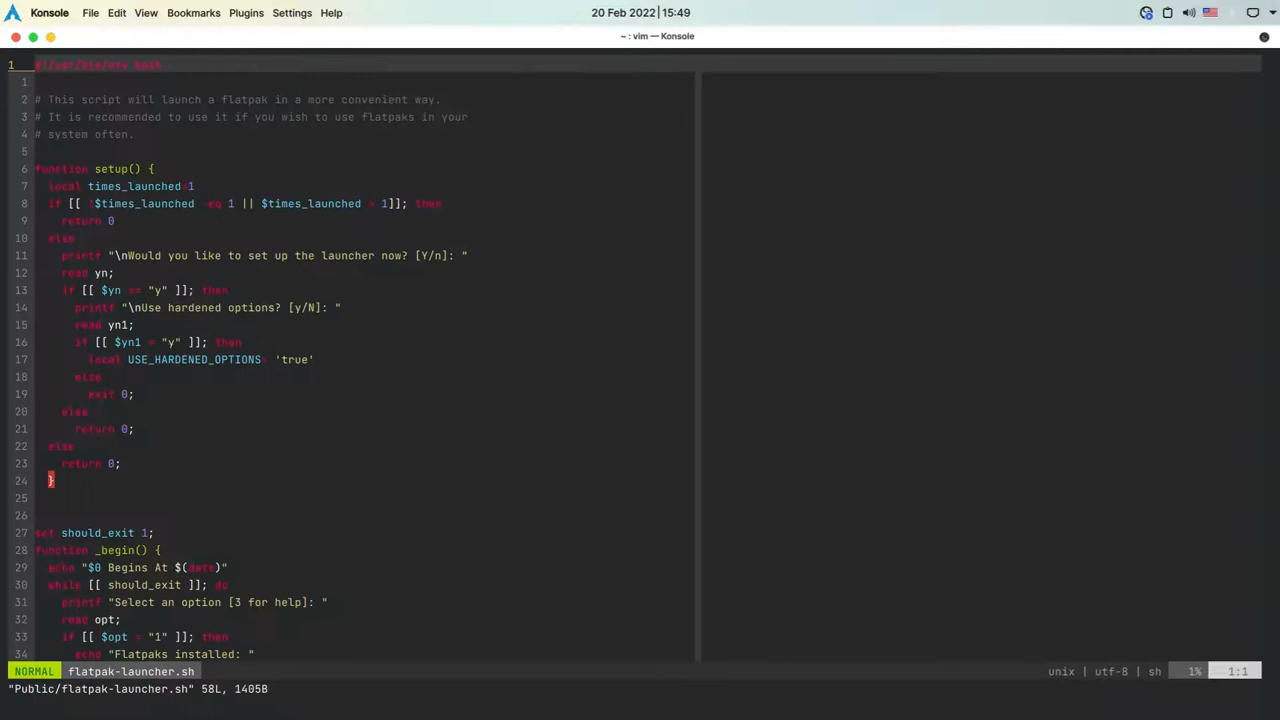 Konsole File Edit View Bookmarks Plugins Settings Help 20 Feb 2022 | 15:49
~ : vim — Konsole
1 #!/usr/bin/env bash
1
2 # This script will launch a flatpak in a more convenient way.
3 # It is recommended to use it if you wish to use flatpaks in your
4 # system often.
5
6 function setup() {
7 local times_launched=1
8 if [[ !$times_launched -eq 1 || $times_launched > 1]]; then
9 return 0
10 else
11 printf "\nWould you like to set up the launcher now? [Y/n]: "
12 read yn;
13 if [[ $yn == "y" ]]; then
14 printf "\nUse hardened options? [y/N]: "
15 read yn1;
16 if [[ $yn1 = "y" ]]; then
17 local USE_HARDENED_OPTIONS= 'true'
18 else
19 exit 0;
20 else
21 return 0;
22 else
23 return 0;
24 }
25
26
27 set should_exit 1;
28 function _begin() {
29 echo "$0 Begins At $(date)"
30 while [[ should_exit ]]; do
31 printf "Select an option [3 for help]: "
32 read opt;
33 if [[ $opt = "1" ]]; then
34 echo "Flatpaks installed: "
NORMAL flatpak-launcher.sh unix | utf-8 | sh 1% 1:1
"Public/flatpak-launcher.sh" 58L, 1405B